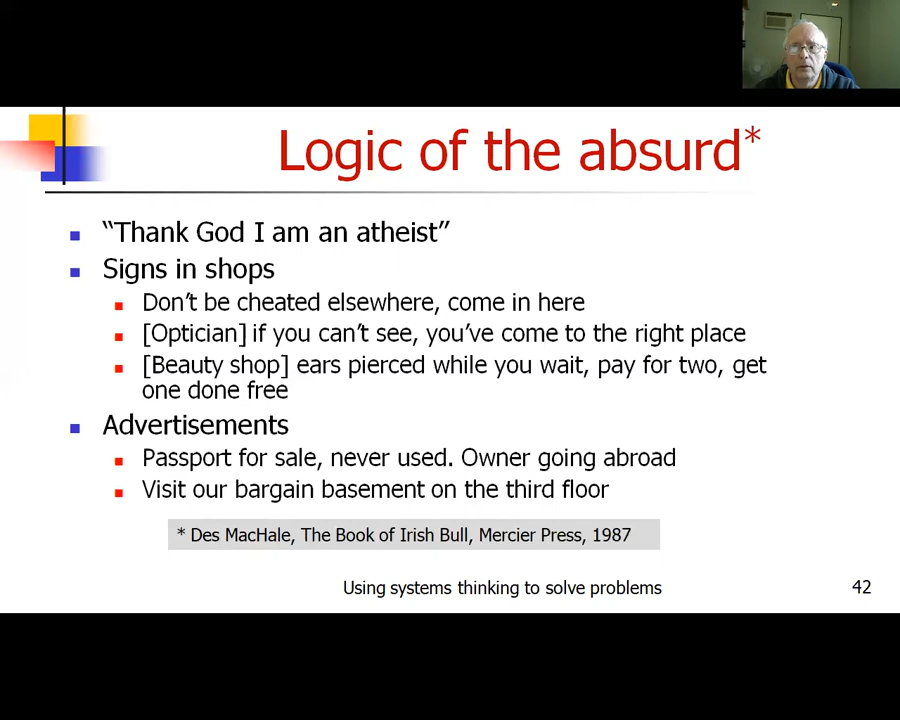 Logic of the absurd*
“Thank God I am an atheist”
Signs in shops
Don’t be cheated elsewhere, come in here
[Optician] if you can’t see, you’ve come to the right place
[Beauty shop] ears pierced while you wait, pay for two, get
one done free
Advertisements
Passport for sale, never used. Owner going abroad
Visit our bargain basement on the third floor
* Des MacHale, The Book of Irish Bull, Mercier Press, 1987
Using systems thinking to solve problems
42